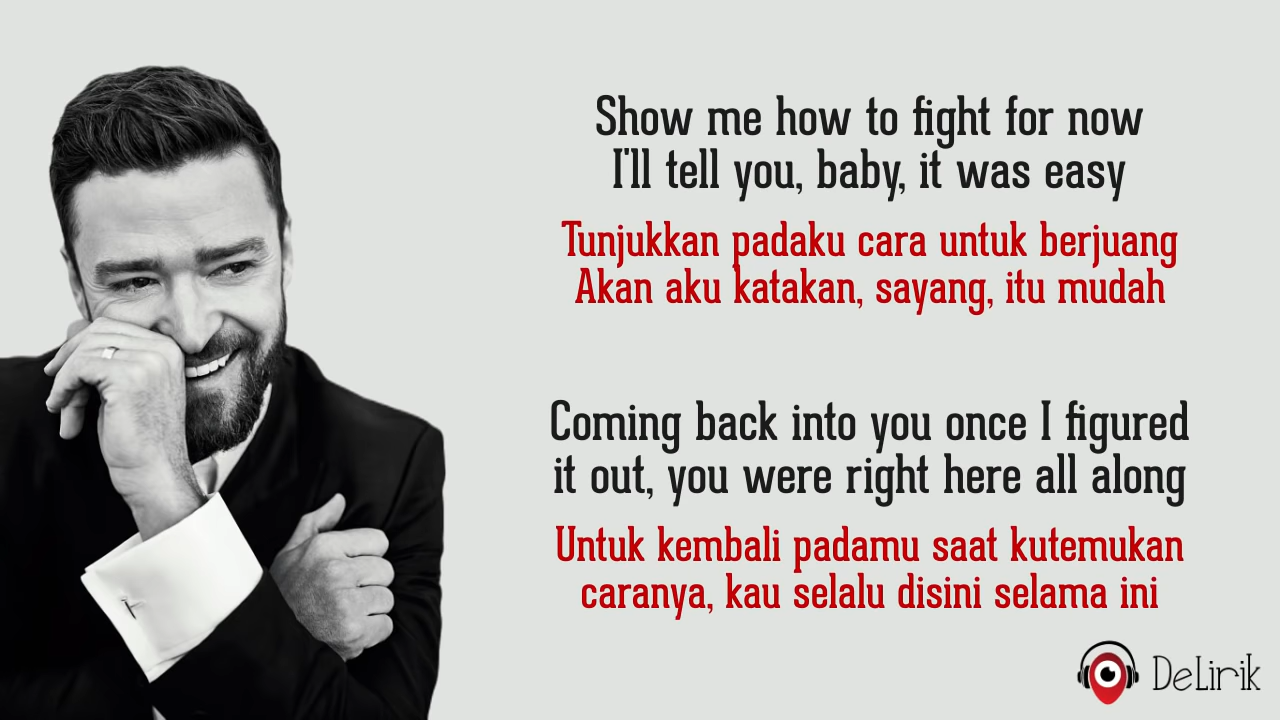 Show me how to fight for now
I'll tell you, baby, it was easy
Tunjukkan padaku cara untuk berjuang
Akan aku katakan, sayang, itu mudah
Coming back into you once I figured
it out, you were right here all along
Untuk kembali padamu saat kutemukan
caranya, kau selalu disini selama ini
DeLirik